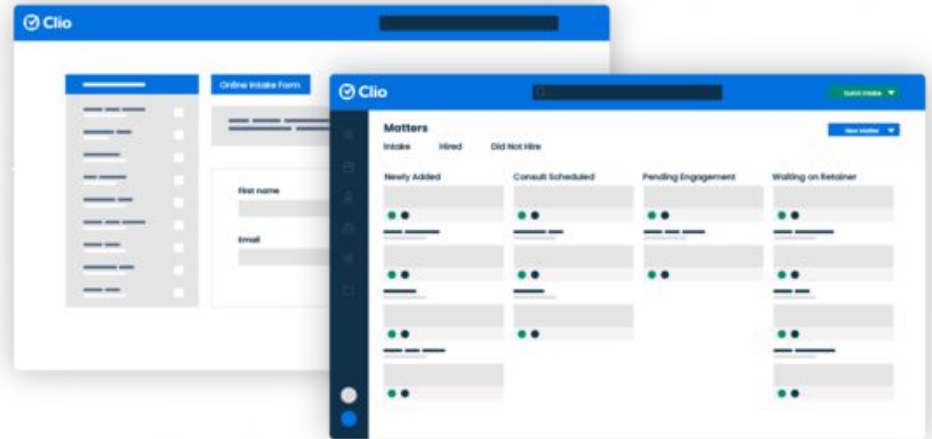 Clio
Online Intake Form
First name
Email
Clio
Quick Intake
Matters
New Matter
Intake Hired Did Not Hire
Newly Added Consult Scheduled Pending Engagement Waiting on Retainer